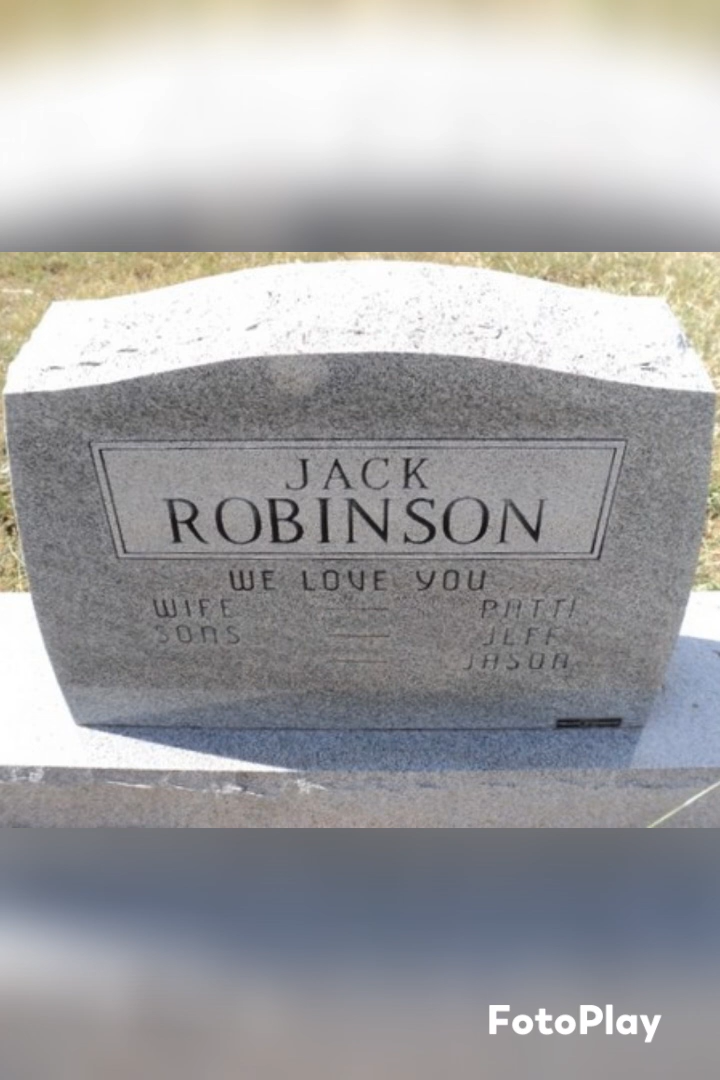 JACK
ROBINSON
WE LOVE YOU
WIFE — PATTI
SONS — JEFF
— JASON
FotoPlay